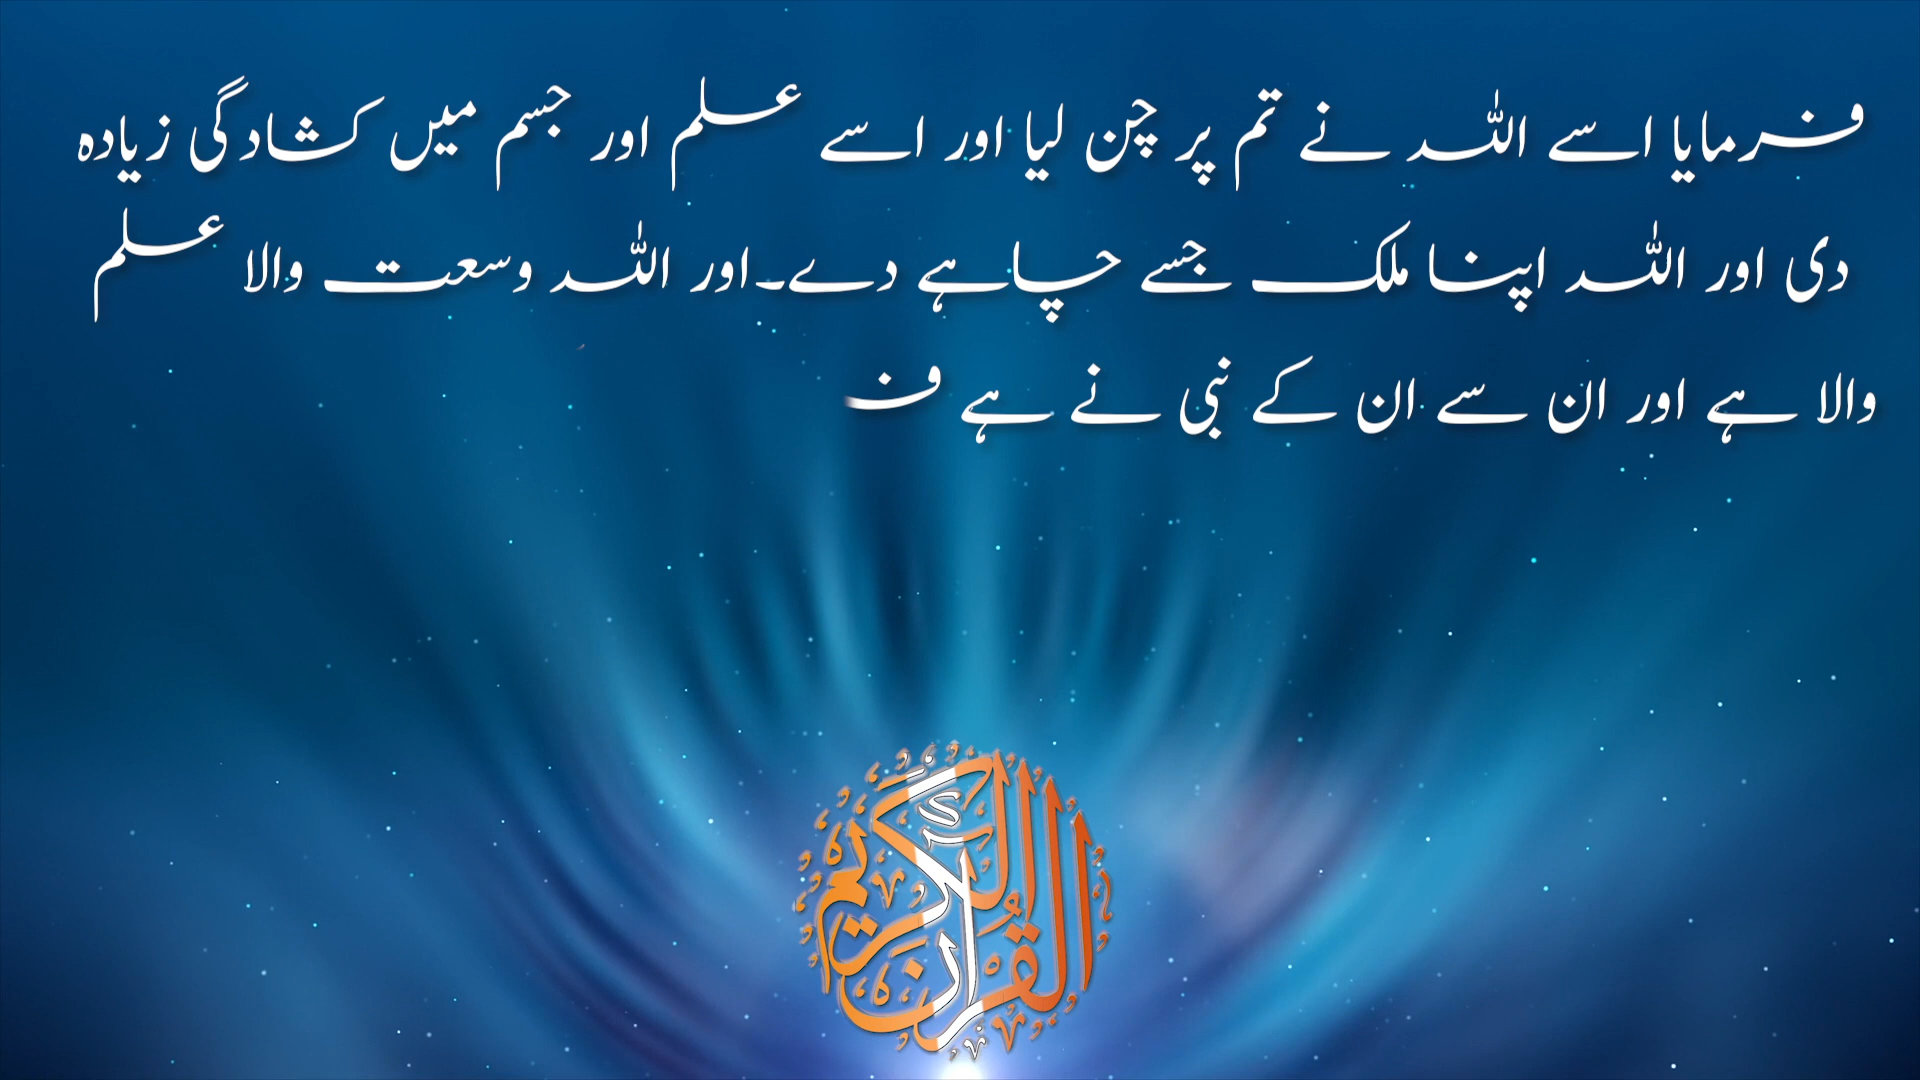 فرمایا اسے اللہ نے تم پر چن لیا اور اسے علم اور جسم میں کشادگی زیادہ
دی اور اللہ اپنا ملک جسے چاہے دے۔اور اللہ وسعت والا علم
والا ہے اور ان سے ان کے نبی نے ہے ف
القرآن الكريم